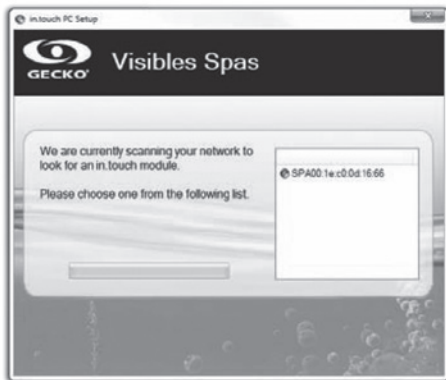 in.touch PC Setup
GECKO
Visibles Spas
We are currently scanning your network to
look for an in.touch module.
Please choose one from the following list.
SPA00:1e:c0:0d:16:66